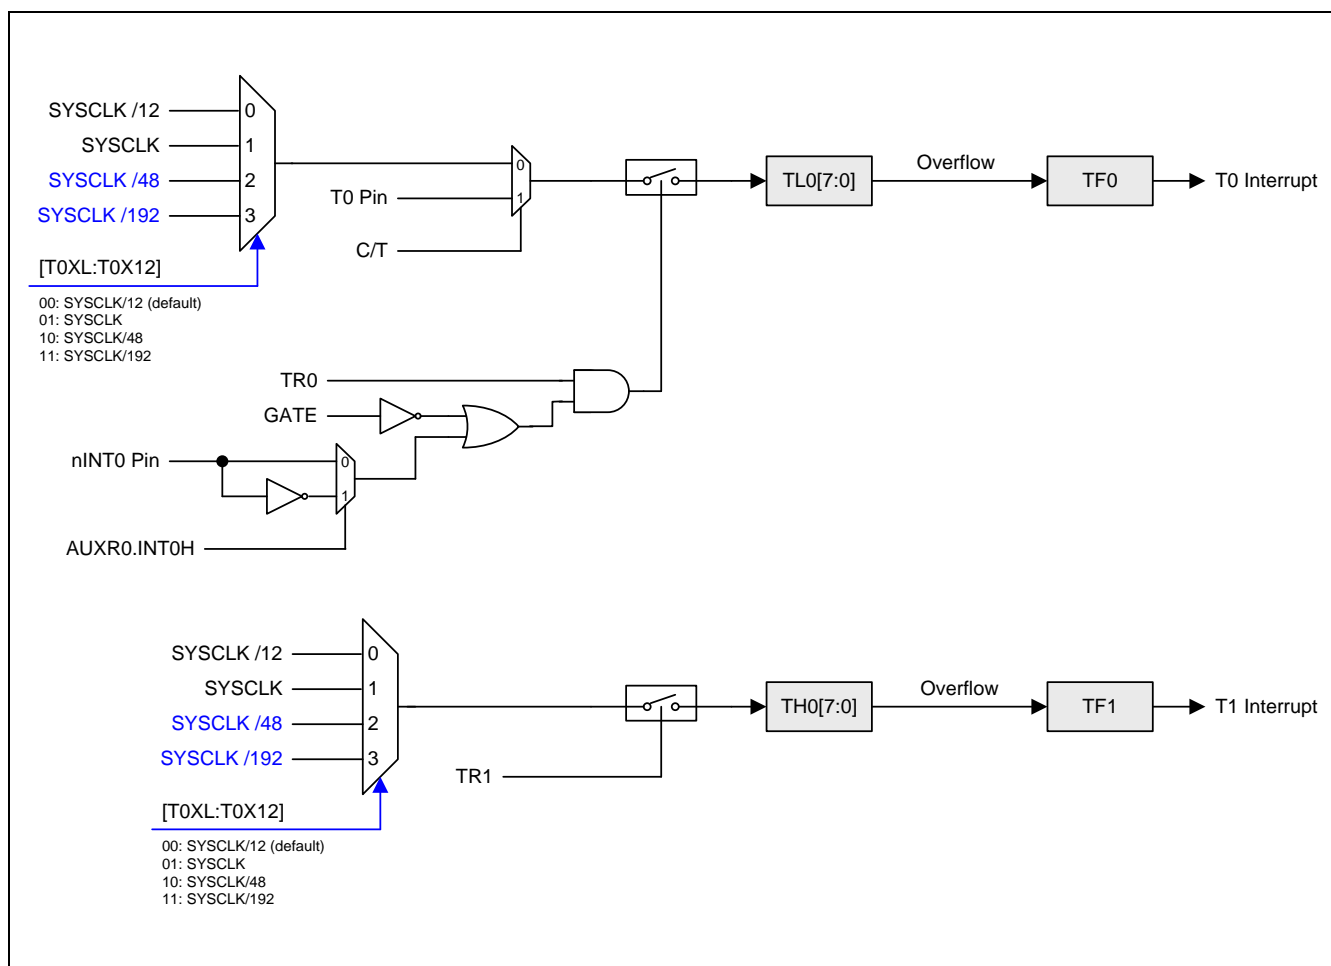 SYSCLK /12
0
SYSCLK
1
SYSCLK /48
2
SYSCLK /192
3
[T0XL:T0X12]
00: SYSCLK/12 (default)
01: SYSCLK
10: SYSCLK/48
11: SYSCLK/192
0
T0 Pin
1
C/T
TL0[7:0]
Overflow
TF0
T0 Interrupt
TR0
GATE
nINT0 Pin
0
1
AUXR0.INT0H
SYSCLK /12
0
SYSCLK
1
SYSCLK /48
2
SYSCLK /192
3
[T0XL:T0X12]
00: SYSCLK/12 (default)
01: SYSCLK
10: SYSCLK/48
11: SYSCLK/192
TR1
TH0[7:0]
Overflow
TF1
T1 Interrupt